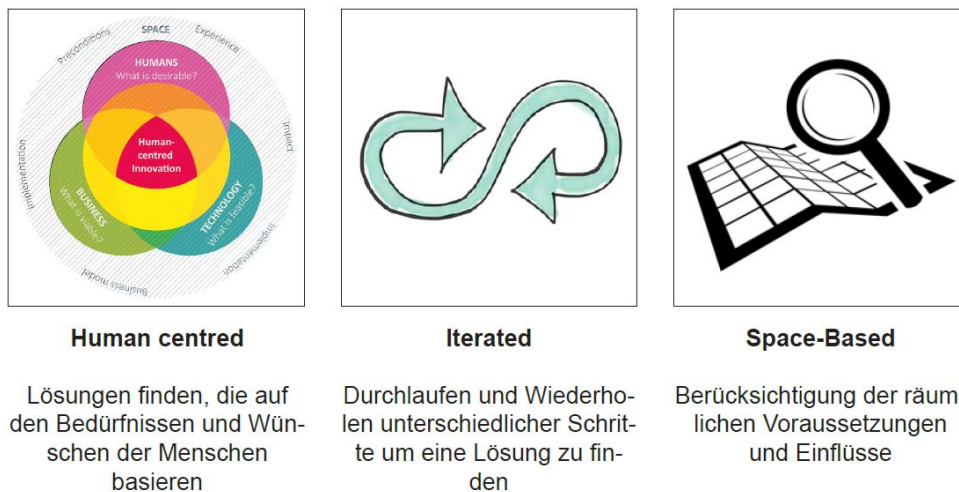 SPACE
Preconditions
Experience
HUMANS
What is desirable?
Human-
centred
Innovation
Impact
Implementation
BUSINESS
What is viable?
TECHNOLOGY
What is feasible?
Implementation
Business model
Human centred
Lösungen finden, die auf
den Bedürfnissen und Wün-
schen der Menschen
basieren
Iterated
Durchlaufen und Wiederho-
len unterschiedlicher Schrit-
te um eine Lösung zu fin-
den
Space-Based
Berücksichtigung der räum-
lichen Voraussetzungen
und Einflüsse